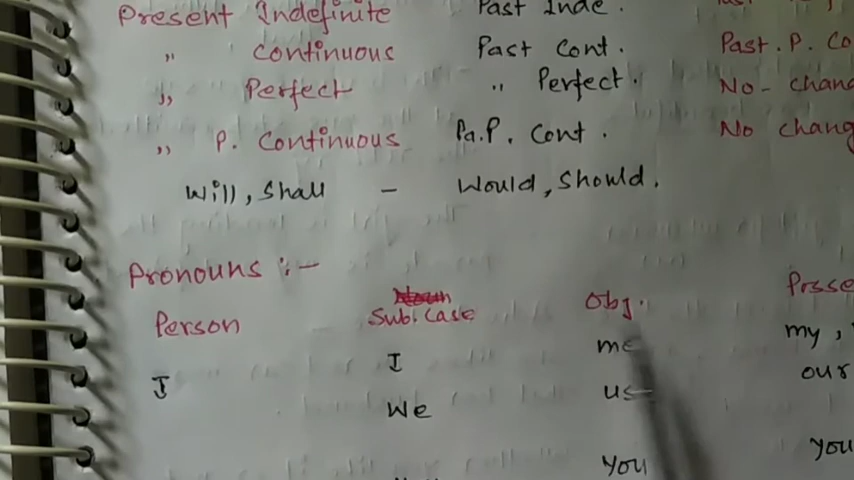 Present Indefinite Past Inde.
" continuous Past Cont. Past. P. Co
" Perfect " Perfect. No - chang
" P. Continuous Pa.P. Cont. No chang
Will, Shall - Would, Should.
Pronouns :-
Person Sub. Case Obj. Posse
I I me my,
We us our
you you